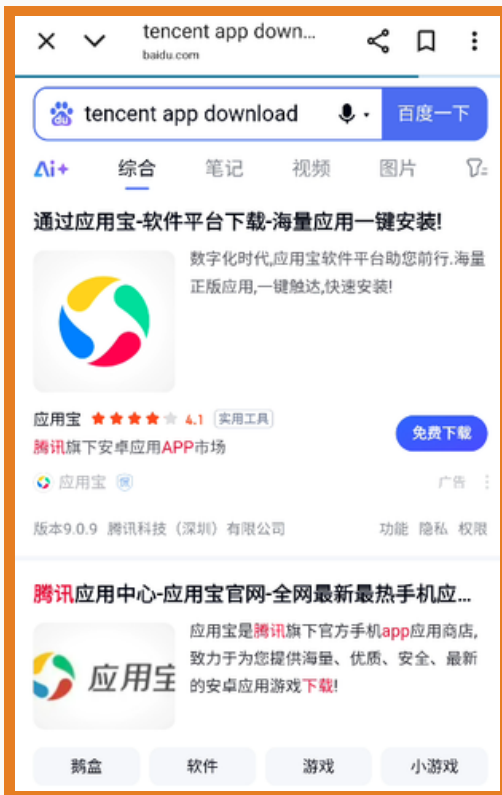 tencent app down...
baidu.com
du tencent app download 百度一下
Ai+ 综合 笔记 视频 图片
通过应用宝-软件平台下载-海量应用一键安装!
数字化时代,应用宝软件平台助您前行.海量
正版应用,一键触达,快速安装!
应用宝 4.1 实用工具
腾讯旗下安卓应用APP市场
免费下载
应用宝 保 广告
版本9.0.9 腾讯科技（深圳）有限公司 功能 隐私 权限
腾讯应用中心-应用宝官网-全网最新最热手机应...
应用宝是腾讯旗下官方手机app应用商店,
致力于为您提供海量、优质、安全、最新
的安卓应用游戏下载!
应用宝
鹅盒 软件 游戏 小游戏